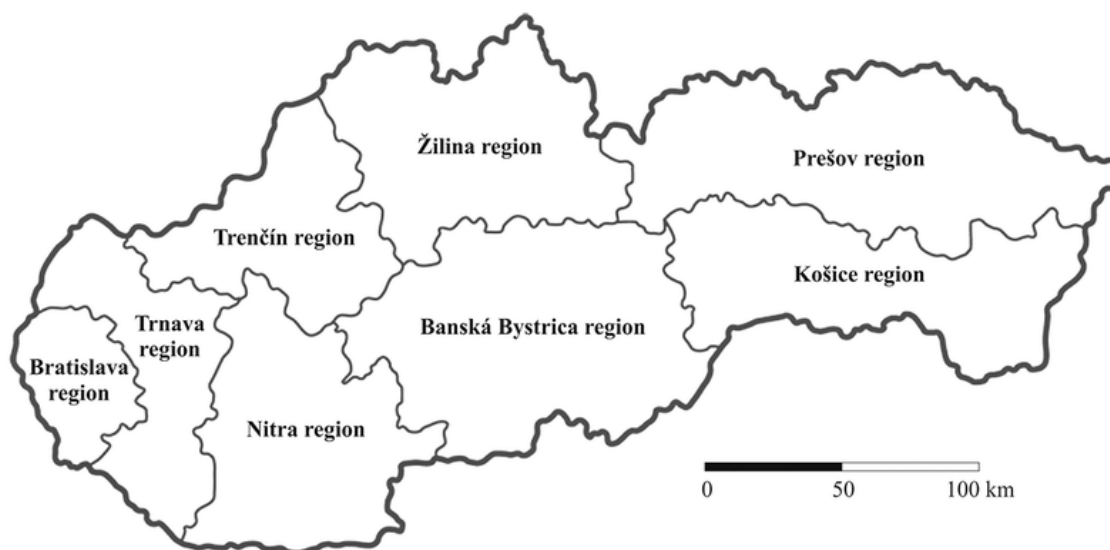 Žilina region
Prešov region
Trenčín region
Košice region
Trnava
region
Banská Bystrica region
Bratislava
region
Nitra region
0 50 100 km